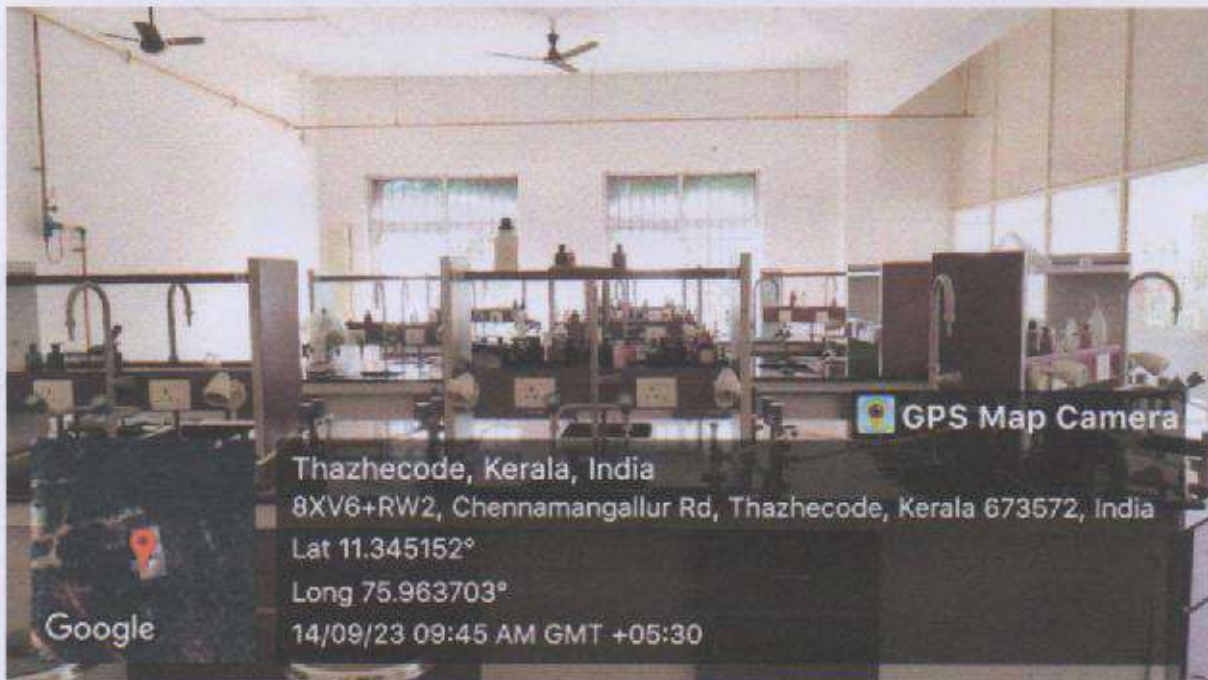 GPS Map Camera
Thazhecode, Kerala, India
8XV6+RW2, Chennamangallur Rd, Thazhecode, Kerala 673572, India
Lat 11.345152°
Long 75.963703°
14/09/23 09:45 AM GMT +05:30
Google